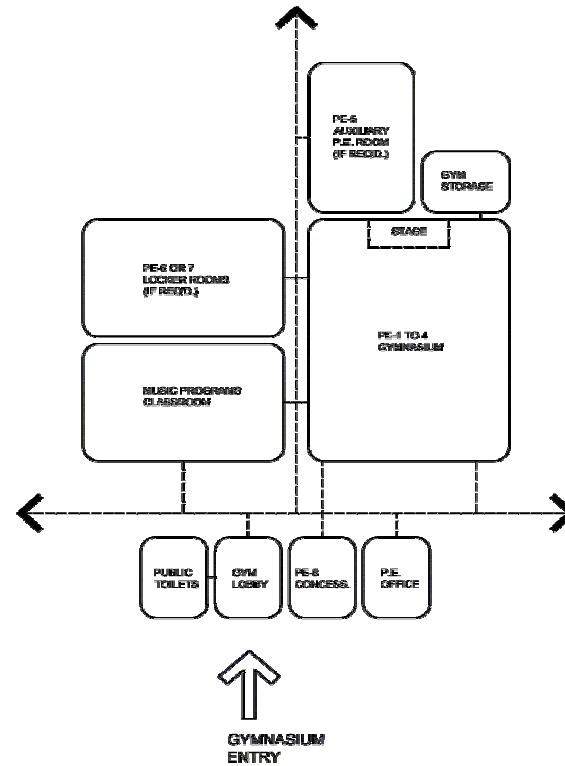 PE-5
AUXILIARY
P.E. ROOM
(IF REQ'D.)
GYM
STORAGE
STAGE
PE-6 OR 7
LOCKER ROOMS
(IF REQ'D.)
PE-1 TO 4
GYMNASIUM
MUSIC PROGRAMS
CLASSROOM
PUBLIC
TOILETS
GYM
LOBBY
PE-8
CONCESS.
P.E.
OFFICE
GYMNASIUM
ENTRY